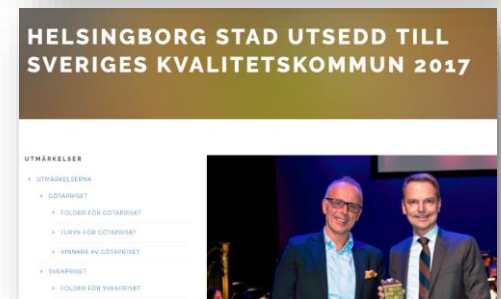 HELSINGBORG STAD UTSEDD TILL
SVERIGES KVALITETSKOMMUN 2017
UTMÄRKELSER
UTMÄRKELSERNA
GÖTAPRISET
FOLDER FÖR GÖTAPRISET
JURYN FÖR GÖTAPRISET
VINNARE AV GÖTAPRISET
SVEAPRISET
FOLDER FÖR SVEAPRISET